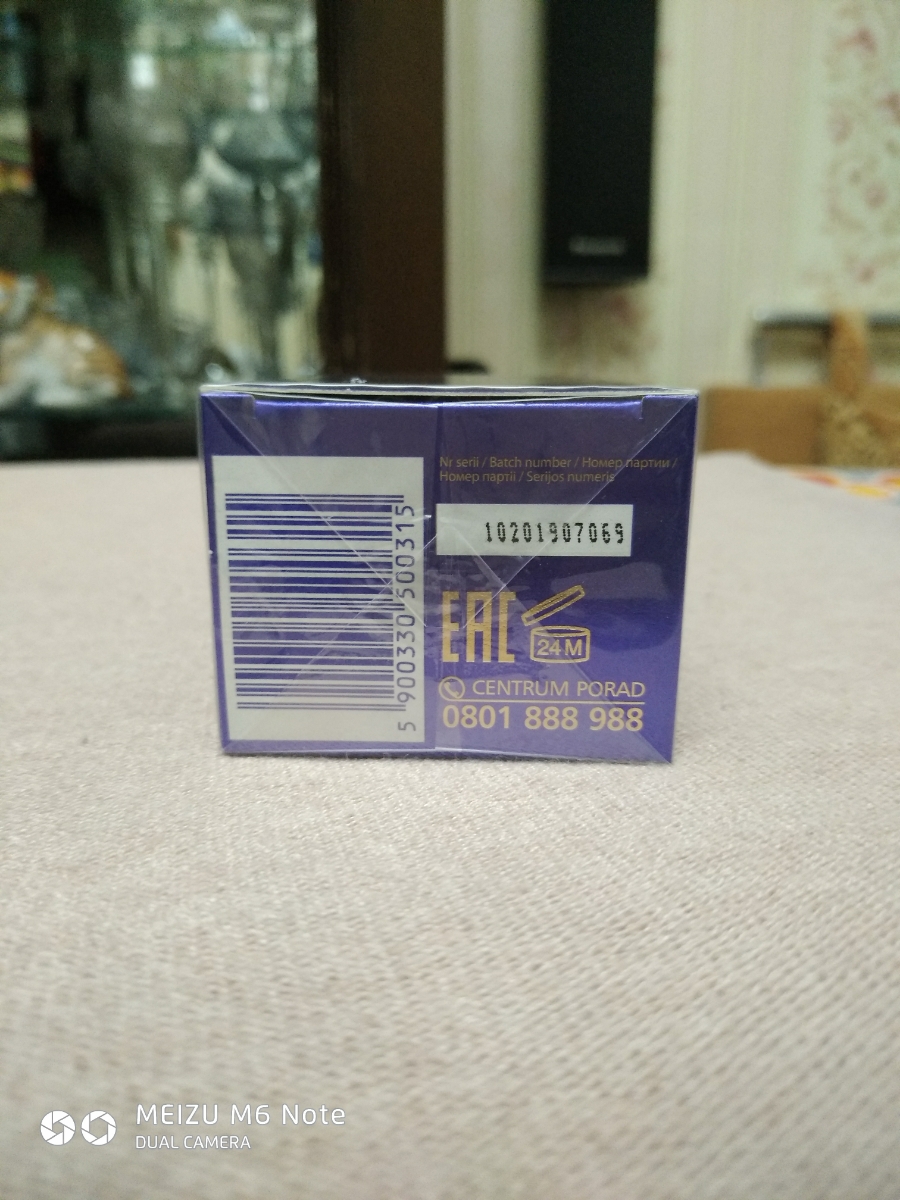 Nr serii / Batch number / Номер партии /
Номер партії / Serijos numeris
10201907069
5 900330 500315
EAC
24 M
CENTRUM PORAD
0801 888 988
MEIZU M6 Note
DUAL CAMERA